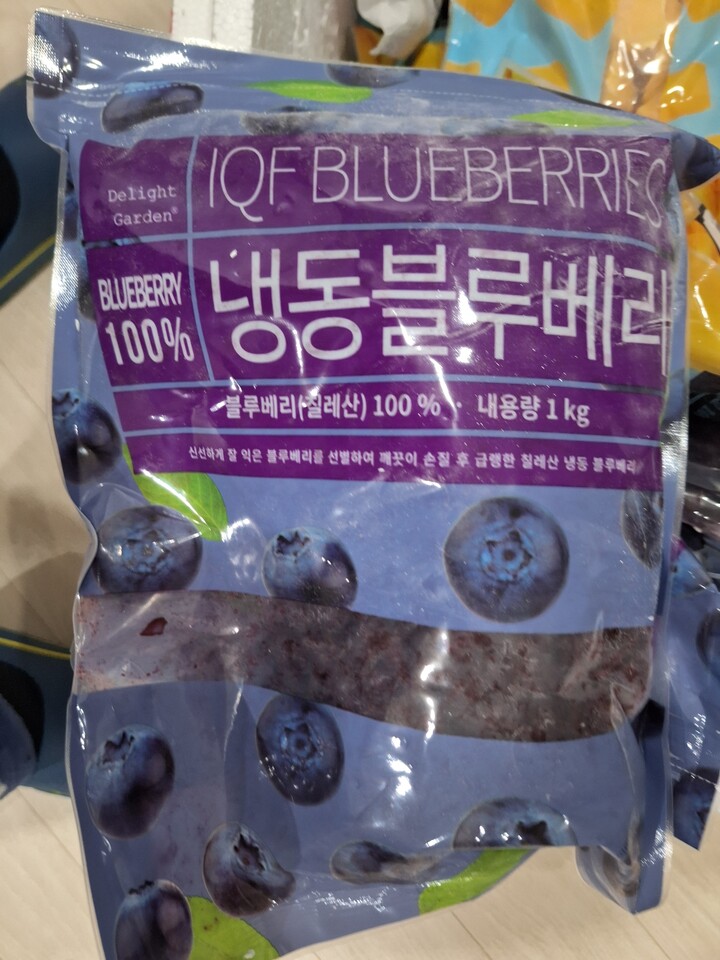 IQF BLUEBERRIES
Delight
Garden®
BLUEBERRY
100%
냉동블루베리
블루베리(칠레산) 100 % · 내용량 1 kg
신선하게 잘 익은 블루베리를 선별하여 깨끗이 손질 후 급랭한 칠레산 냉동 블루베리